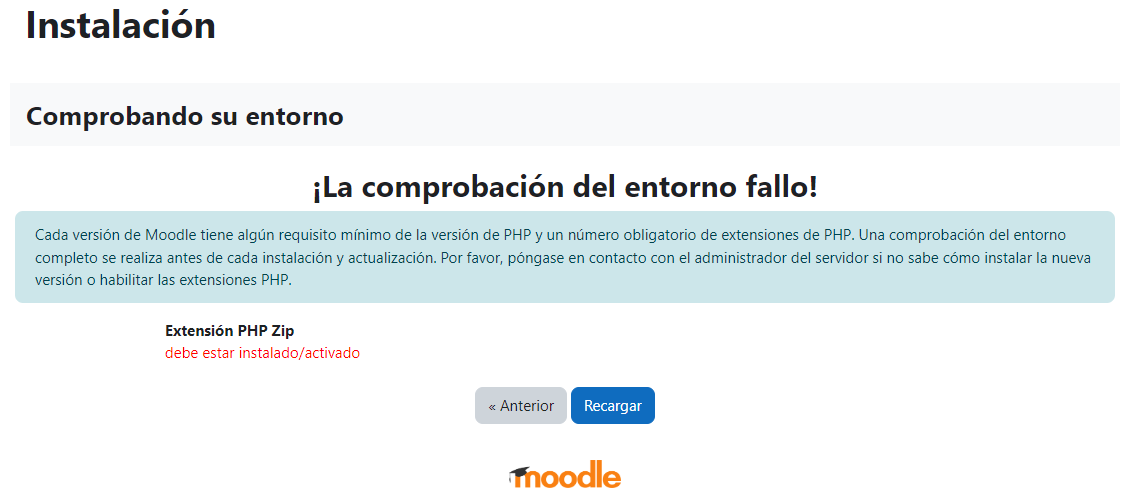 Instalación
Comprobando su entorno
¡La comprobación del entorno fallo!
Cada versión de Moodle tiene algún requisito mínimo de la versión de PHP y un número obligatorio de extensiones de PHP. Una comprobación del entorno
completo se realiza antes de cada instalación y actualización. Por favor, póngase en contacto con el administrador del servidor si no sabe cómo instalar la nueva
versión o habilitar las extensiones PHP.
Extensión PHP Zip
debe estar instalado/activado
« Anterior Recargar
moodle